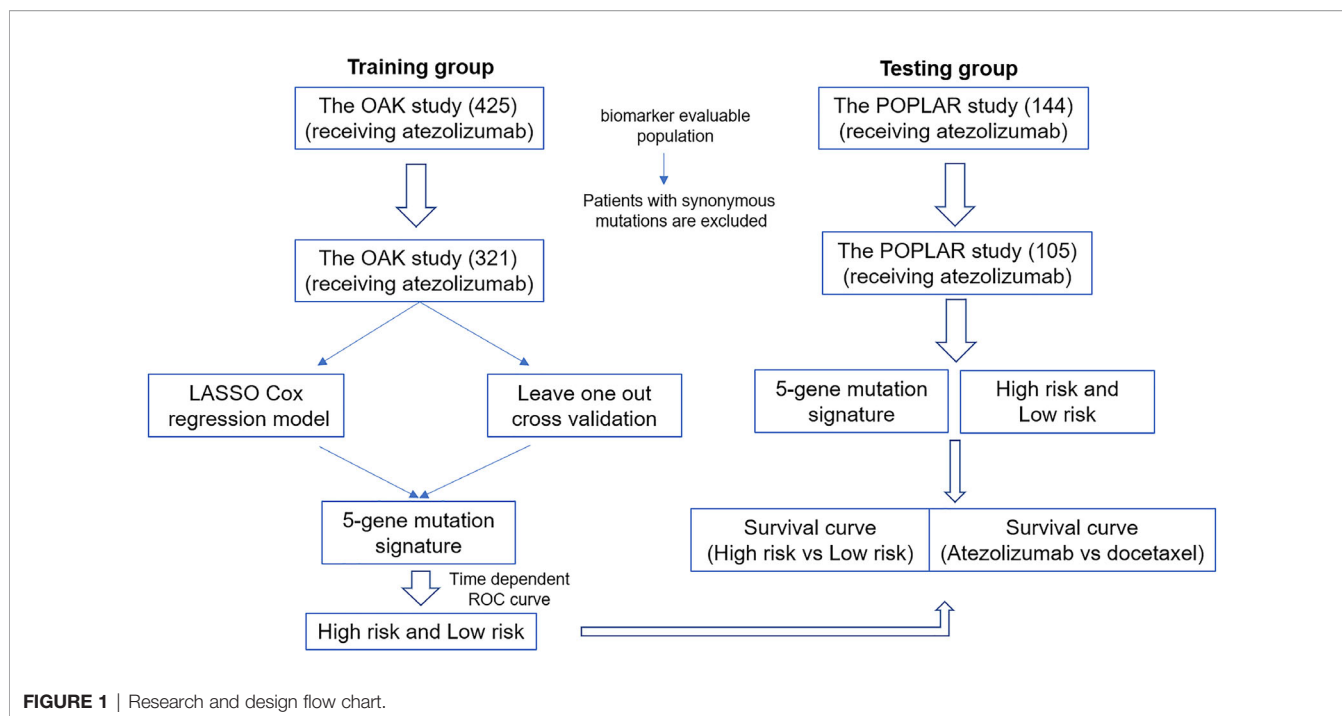 Training group
The OAK study (425)
(receiving atezolizumab)
The OAK study (321)
(receiving atezolizumab)
LASSO Cox
regression model
Leave one out
cross validation
5-gene mutation
signature
Time dependent
ROC curve
High risk and Low risk
biomarker evaluable
population
Patients with synonymous
mutations are excluded
Testing group
The POPLAR study (144)
(receiving atezolizumab)
The POPLAR study (105)
(receiving atezolizumab)
5-gene mutation
signature
High risk and
Low risk
Survival curve
(High risk vs Low risk)
Survival curve
(Atezolizumab vs docetaxel)
FIGURE 1 | Research and design flow chart.